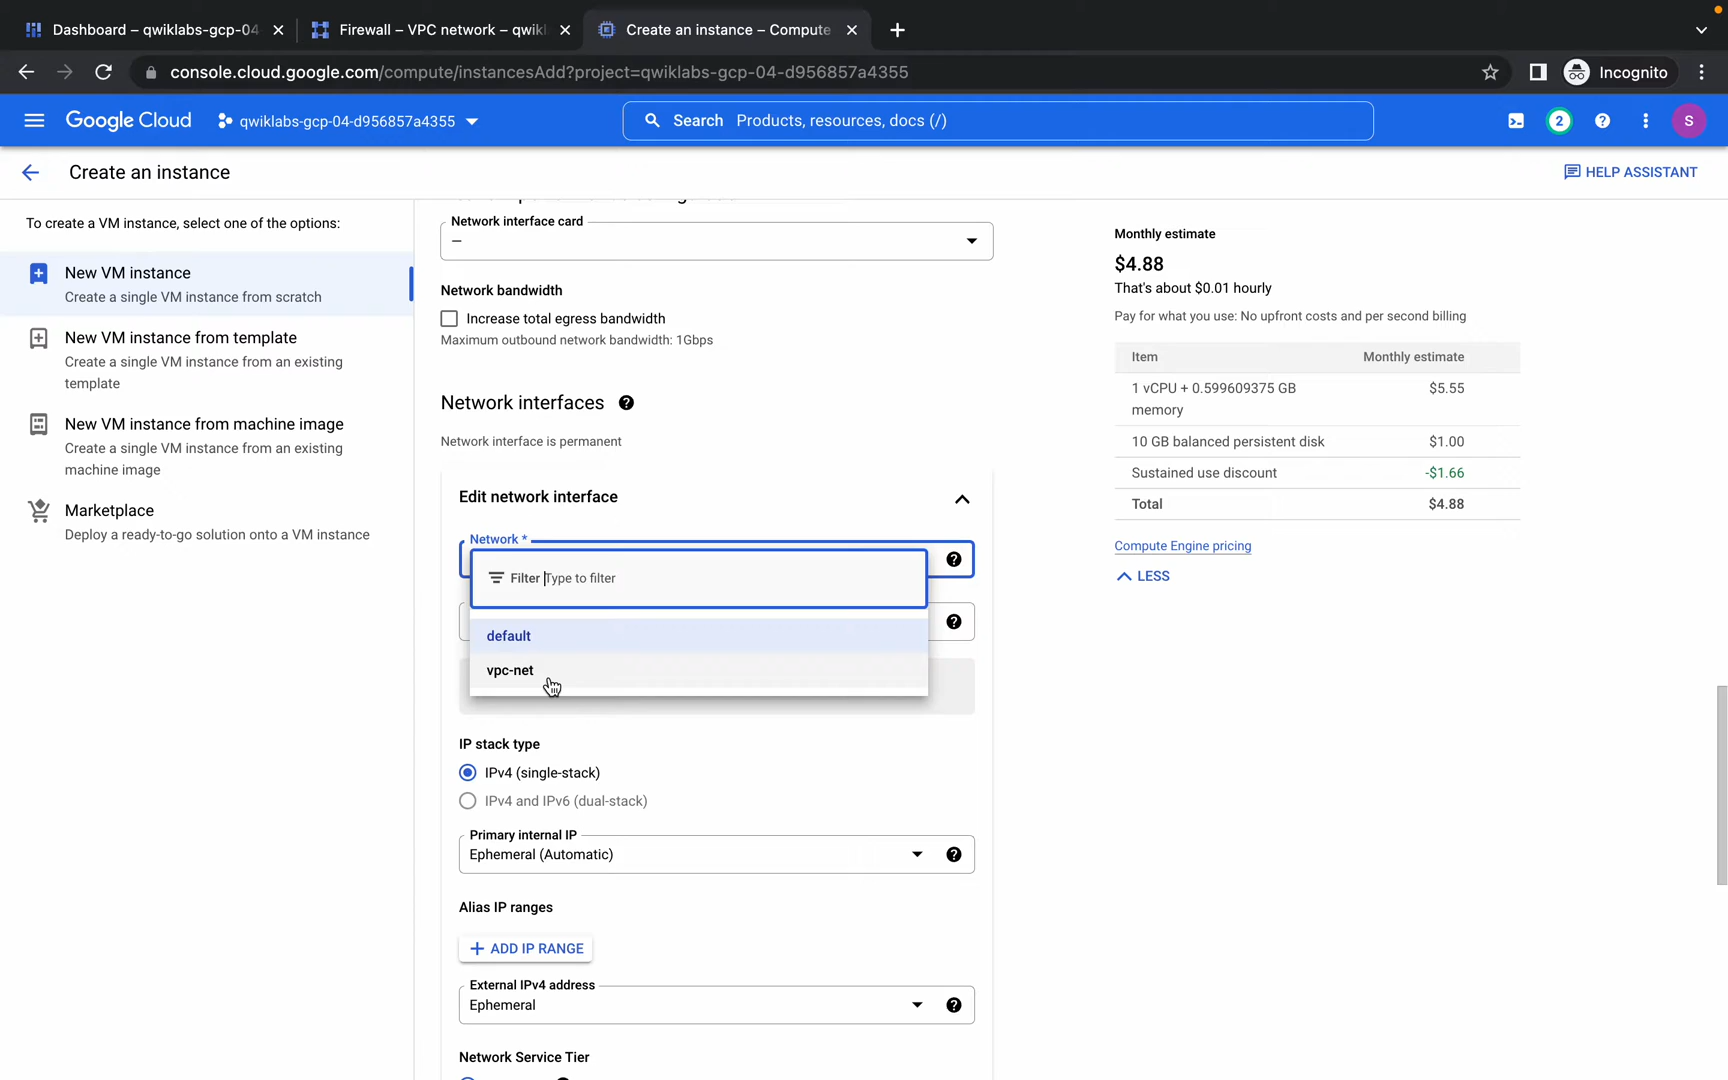 Dashboard – qwiklabs-gcp-04
Firewall – VPC network – qwikl
Create an instance – Compute
console.cloud.google.com/compute/instancesAdd?project=qwiklabs-gcp-04-d956857a4355
Incognito
Google Cloud
qwiklabs-gcp-04-d956857a4355
Search Products, resources, docs (/)
2
S
Create an instance
HELP ASSISTANT
To create a VM instance, select one of the options:
New VM instance
Create a single VM instance from scratch
New VM instance from template
Create a single VM instance from an existing
template
New VM instance from machine image
Create a single VM instance from an existing
machine image
Marketplace
Deploy a ready-to-go solution onto a VM instance
Network interface card
–
Network bandwidth
Increase total egress bandwidth
Maximum outbound network bandwidth: 1Gbps
Network interfaces
Network interface is permanent
Edit network interface
Network *
Filter Type to filter
default
vpc-net
IP stack type
IPv4 (single-stack)
IPv4 and IPv6 (dual-stack)
Primary internal IP
Ephemeral (Automatic)
Alias IP ranges
+ ADD IP RANGE
External IPv4 address
Ephemeral
Network Service Tier
Monthly estimate
$4.88
That's about $0.01 hourly
Pay for what you use: No upfront costs and per second billing
Item Monthly estimate
1 vCPU + 0.599609375 GB $5.55
memory
10 GB balanced persistent disk $1.00
Sustained use discount -$1.66
Total $4.88
Compute Engine pricing
LESS